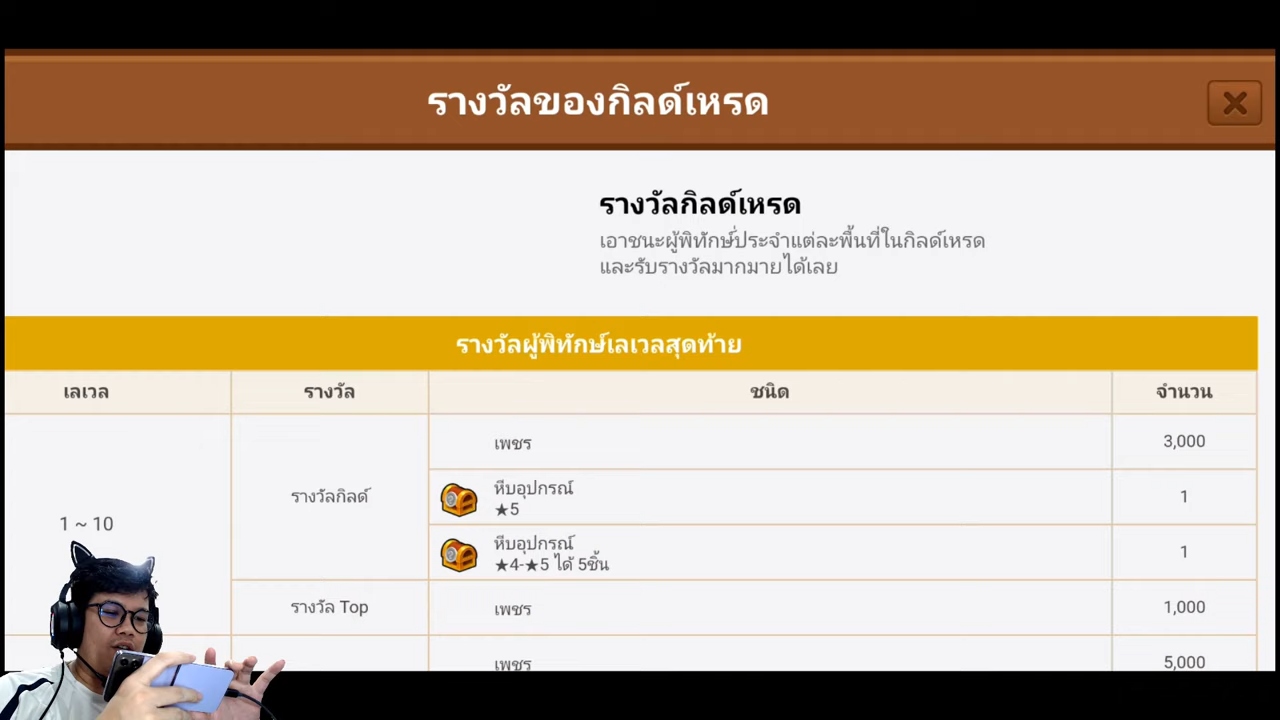 รางวัลของกิลด์เหรด
รางวัลกิลด์เหรด
เอาชนะผู้พิทักษ์ประจำแต่ละพื้นที่ในกิลด์เหรด
และรับรางวัลมากมายได้เลย
รางวัลผู้พิทักษ์เลเวลสุดท้าย
เลเวล รางวัล ชนิด จำนวน
1 ~ 10
รางวัลกิลด์
เพชร 3,000
หีบอุปกรณ์
★5
1
หีบอุปกรณ์
★4-★5 ได้ 5ชิ้น
1
รางวัล Top เพชร 1,000
เพชร 5,000